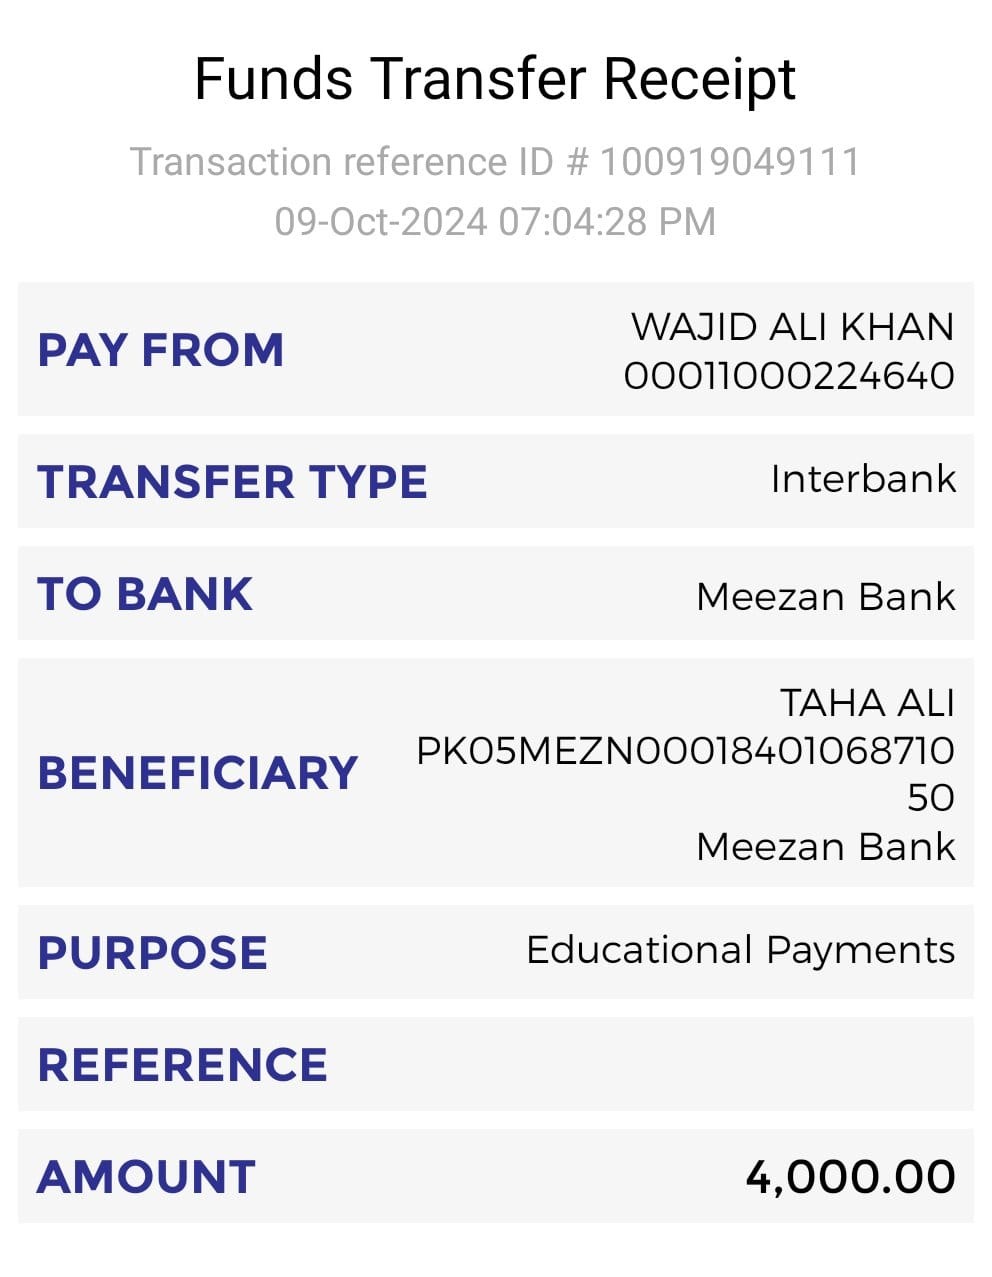 Funds Transfer Receipt
Transaction reference ID # 100919049111
09-Oct-2024 07:04:28 PM
PAY FROM
WAJID ALI KHAN
00011000224640
TRANSFER TYPE
Interbank
TO BANK
Meezan Bank
BENEFICIARY
TAHA ALI
PK05MEZN00018401068710
50
Meezan Bank
PURPOSE
Educational Payments
REFERENCE
AMOUNT
4,000.00